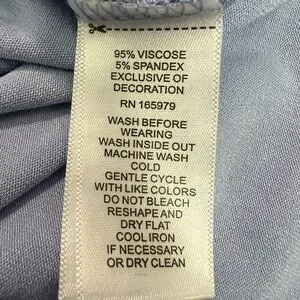 95% VISCOSE
5% SPANDEX
EXCLUSIVE OF
DECORATION
RN 165979
WASH BEFORE
WEARING
WASH INSIDE OUT
MACHINE WASH
COLD
GENTLE CYCLE
WITH LIKE COLORS
DO NOT BLEACH
RESHAPE AND
DRY FLAT
COOL IRON
IF NECESSARY
OR DRY CLEAN